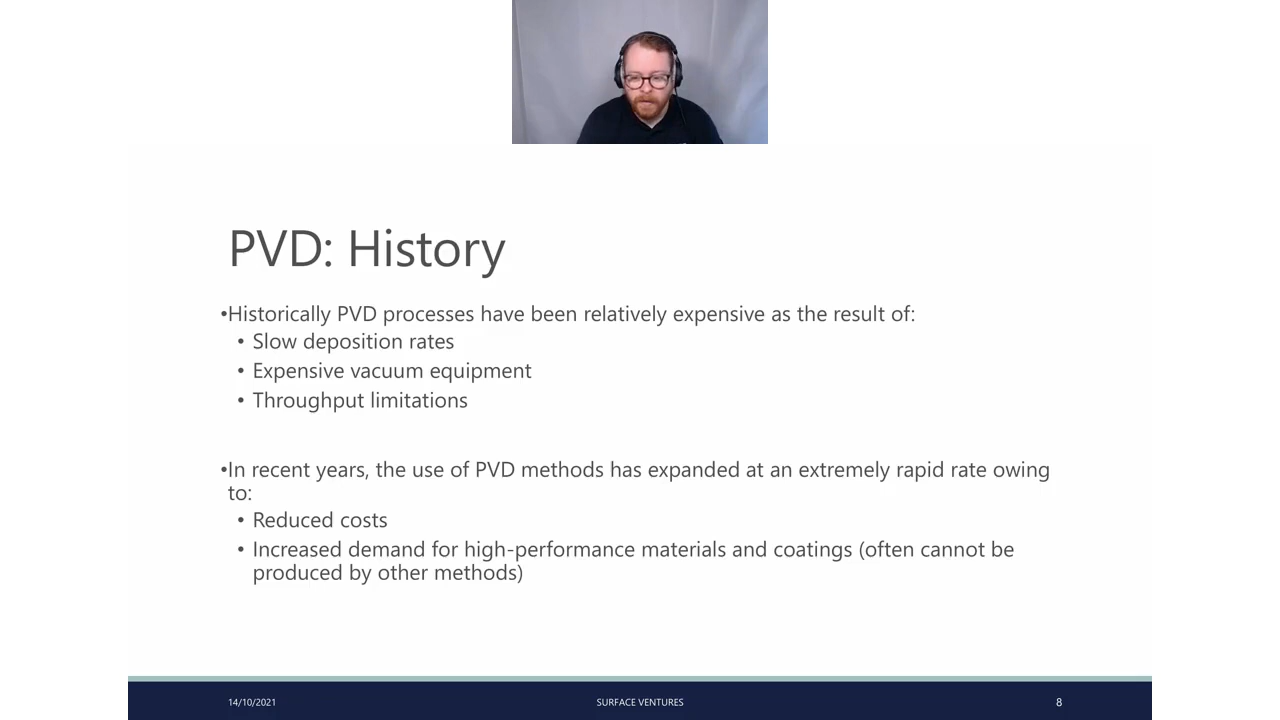 PVD: History
•Historically PVD processes have been relatively expensive as the result of:
• Slow deposition rates
• Expensive vacuum equipment
• Throughput limitations
•In recent years, the use of PVD methods has expanded at an extremely rapid rate owing
to:
• Reduced costs
• Increased demand for high-performance materials and coatings (often cannot be
produced by other methods)
14/10/2021
SURFACE VENTURES
8